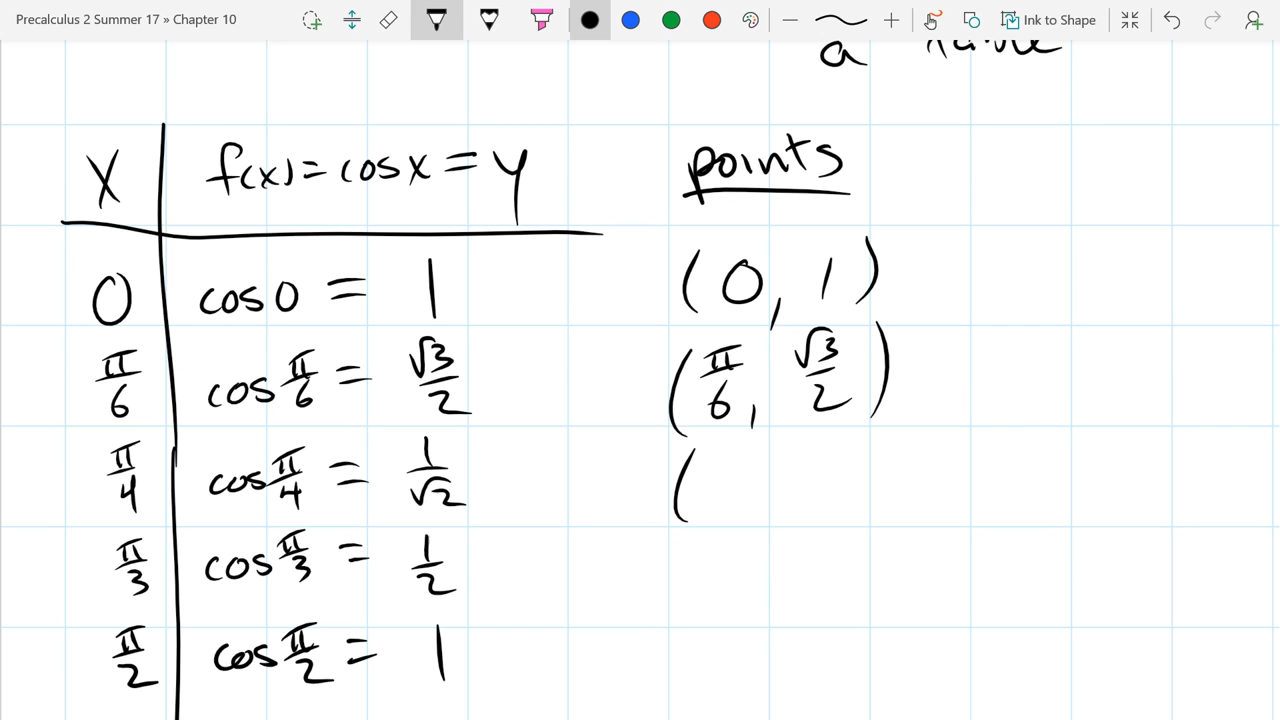 Precalculus 2 Summer 17 » Chapter 10
Ink to Shape
a
x f(x) = cos x = y points
0 cos 0 = 1 (0, 1)
π/6 cos π/6 = √3/2 (π/6, √3/2)
π/4 cos π/4 = 1/√2 (
π/3 cos π/3 = 1/2
π/2 cos π/2 = 1